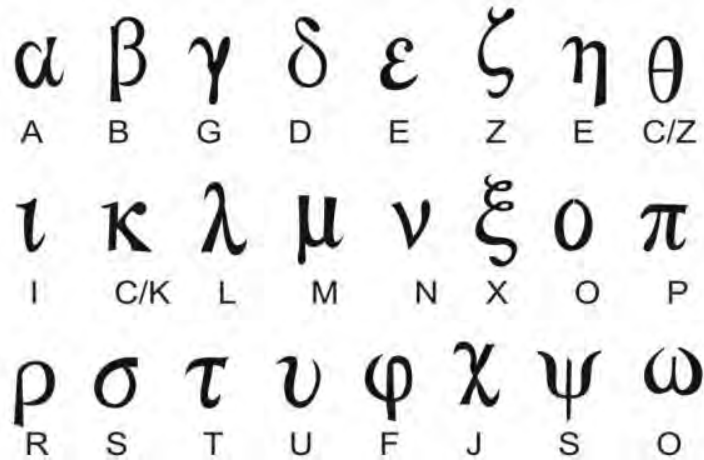 α β γ δ ε ζ η θ
A B G D E Z E C/Z
ι κ λ μ ν ξ ο π
I C/K L M N X O P
ρ σ τ υ φ χ ψ ω
R S T U F J S O